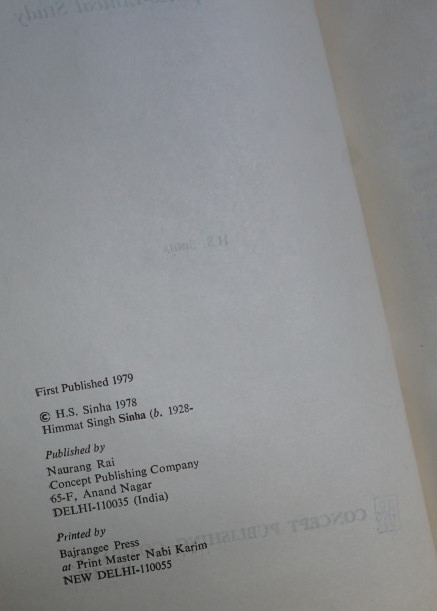 First Published 1979
© H.S. Sinha 1978
Himmat Singh Sinha (b. 1928-
Published by
Naurang Rai
Concept Publishing Company
65-F, Anand Nagar
DELHI-110035 (India)
Printed by
Bajrangee Press
at Print Master Nabi Karim
NEW DELHI-110055